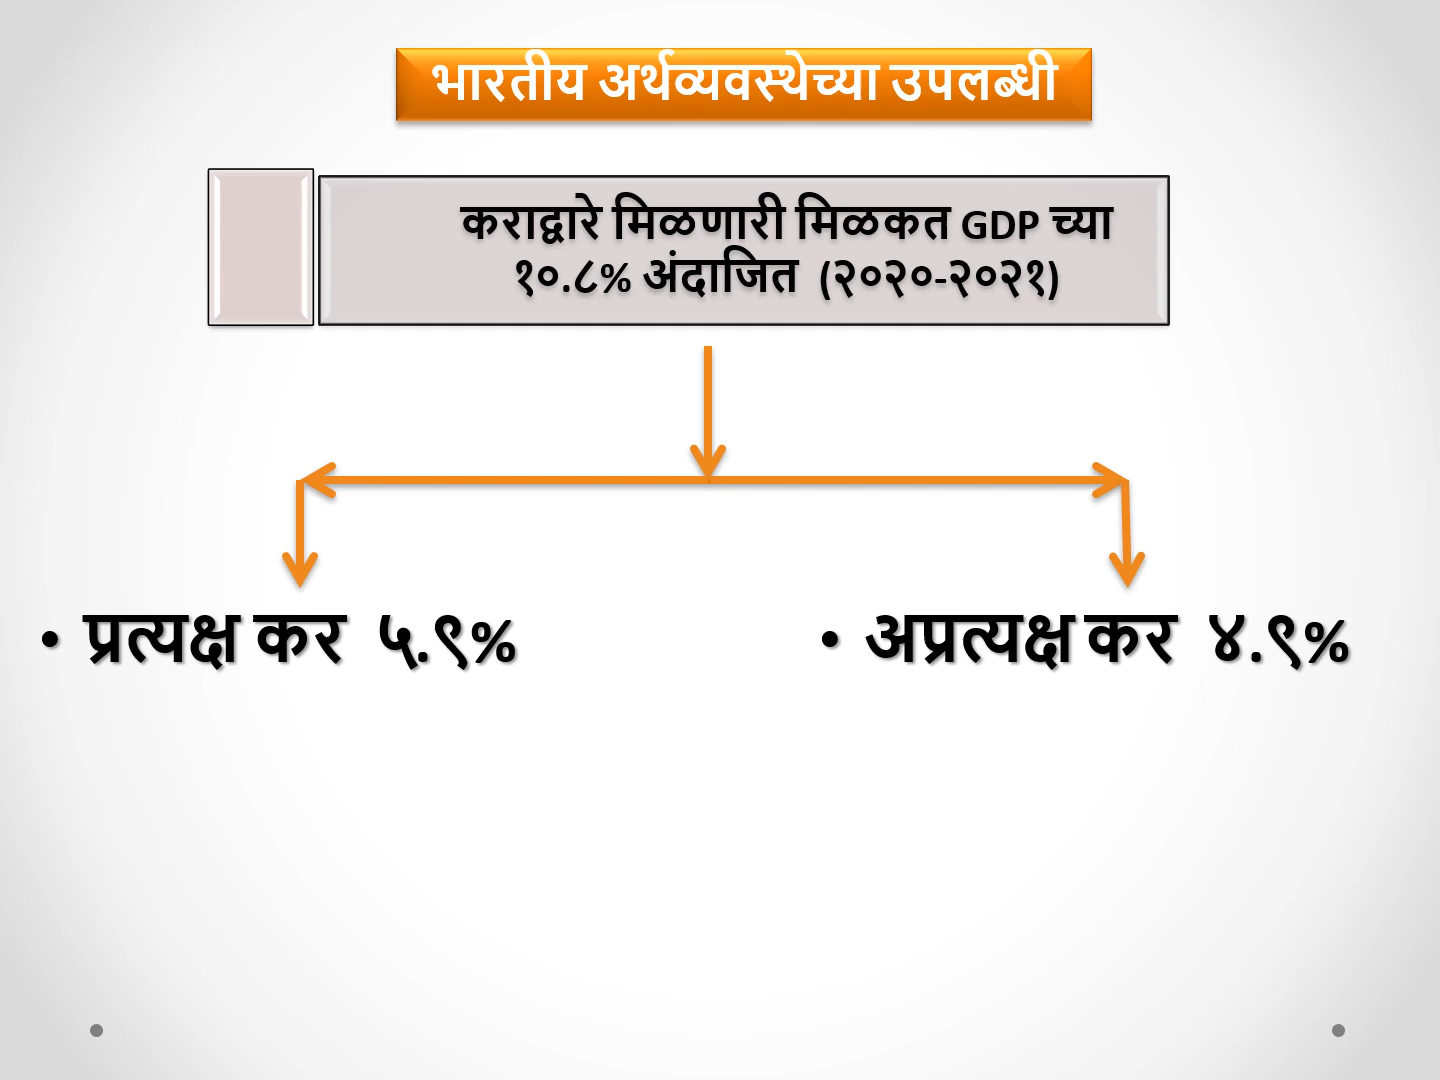 भारतीय अर्थव्यवस्थेच्या उपलब्धी
कराद्वारे मिळणारी मिळकत GDP च्या
१०.८% अंदाजित (२०२०-२०२१)
• प्रत्यक्ष कर ५.९%
• अप्रत्यक्ष कर ४.९%